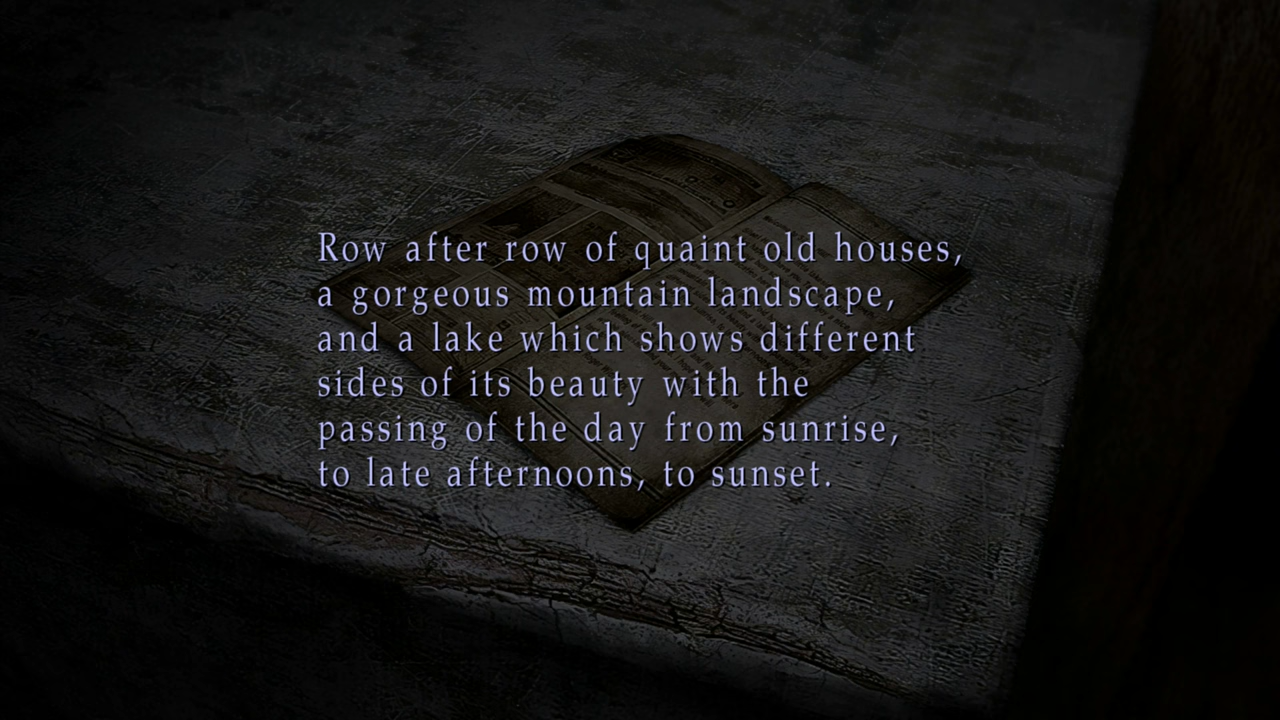 Row after row of quaint old houses,
a gorgeous mountain landscape,
and a lake which shows different
sides of its beauty with the
passing of the day from sunrise,
to late afternoons, to sunset.